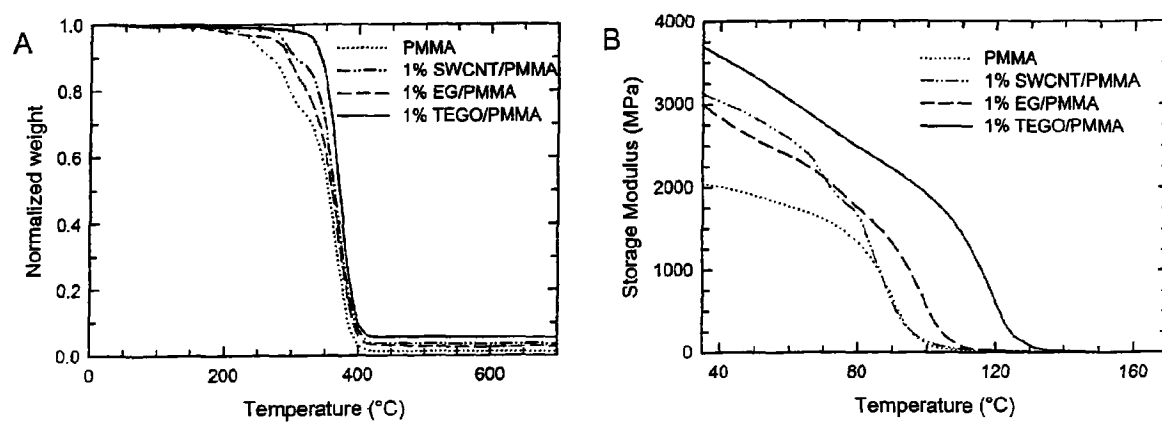 A
Normalized weight
1.0
0.8
0.6
0.4
0.2
0.0
PMMA
1% SWCNT/PMMA
1% EG/PMMA
1% TEGO/PMMA
0 200 400 600
Temperature (°C)
B
Storage Modulus (MPa)
4000
3000
2000
1000
0
PMMA
1% SWCNT/PMMA
1% EG/PMMA
1% TEGO/PMMA
40 80 120 160
Temperature (°C)